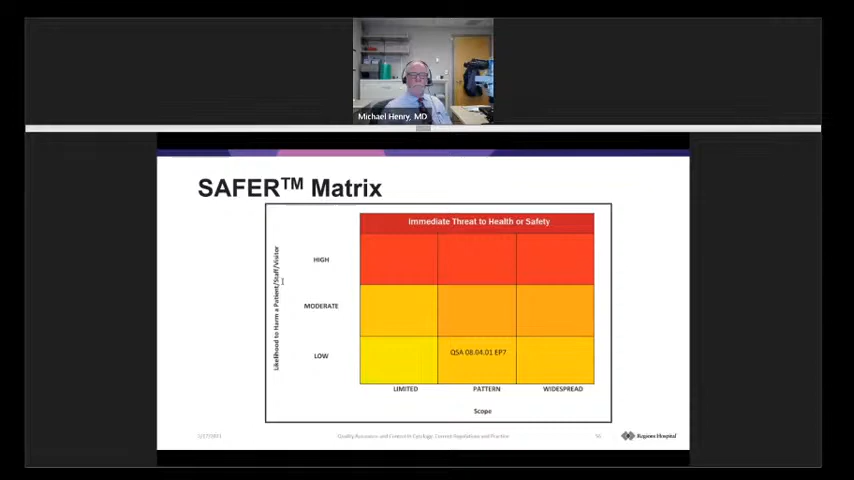 Michael Henry, MD
SAFER™ Matrix
Immediate Threat to Health or Safety
Likelihood to Harm a Patient/Staff/Visitor
HIGH
MODERATE
LOW
QSA 08.04.01 EP7
LIMITED PATTERN WIDESPREAD
Scope
Quality Assurance and Control in Cytology: Current Regulations and Practice
56
Regions Hospital